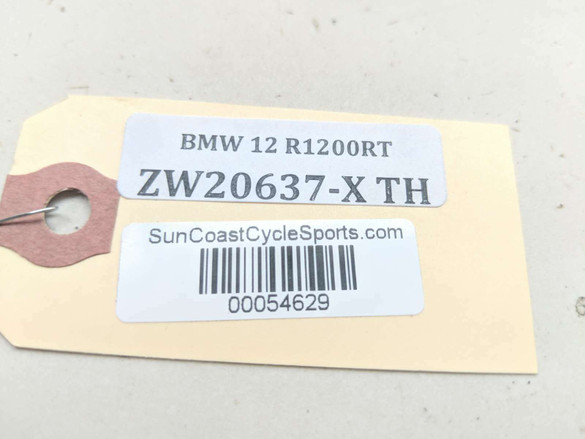 BMW 12 R1200RT
ZW20637-X TH
SunCoastCycleSports.com
00054629